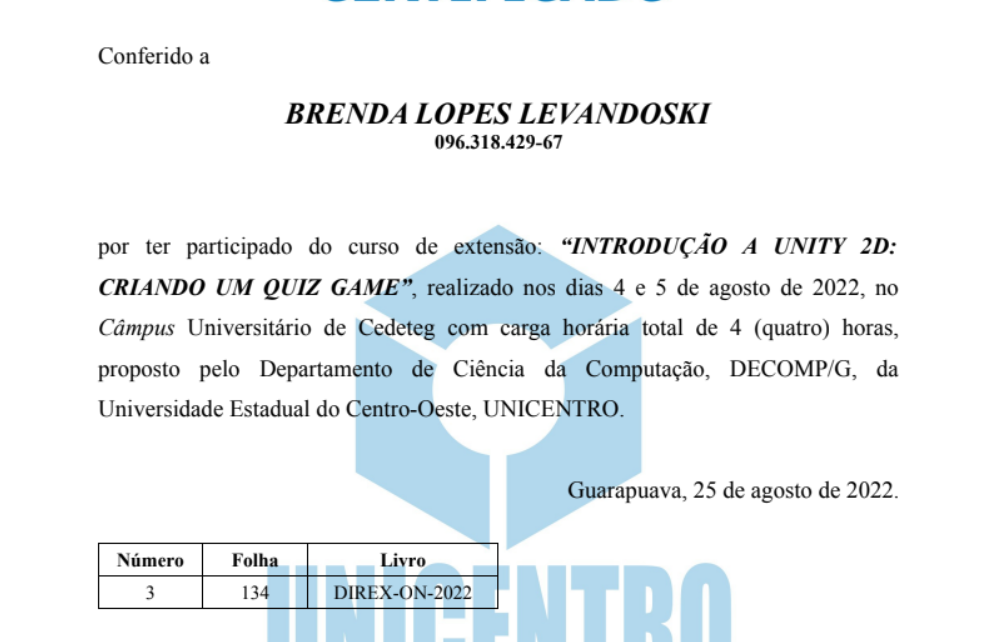 CERTIFICADO
Conferido a
BRENDA LOPES LEVANDOSKI
096.318.429-67
por ter participado do curso de extensão: “INTRODUÇÃO A UNITY 2D:
CRIANDO UM QUIZ GAME”, realizado nos dias 4 e 5 de agosto de 2022, no
Câmpus Universitário de Cedeteg com carga horária total de 4 (quatro) horas,
proposto pelo Departamento de Ciência da Computação, DECOMP/G, da
Universidade Estadual do Centro-Oeste, UNICENTRO.
Guarapuava, 25 de agosto de 2022.
Número Folha Livro
3 134 DIREX-ON-2022
UNICENTRO